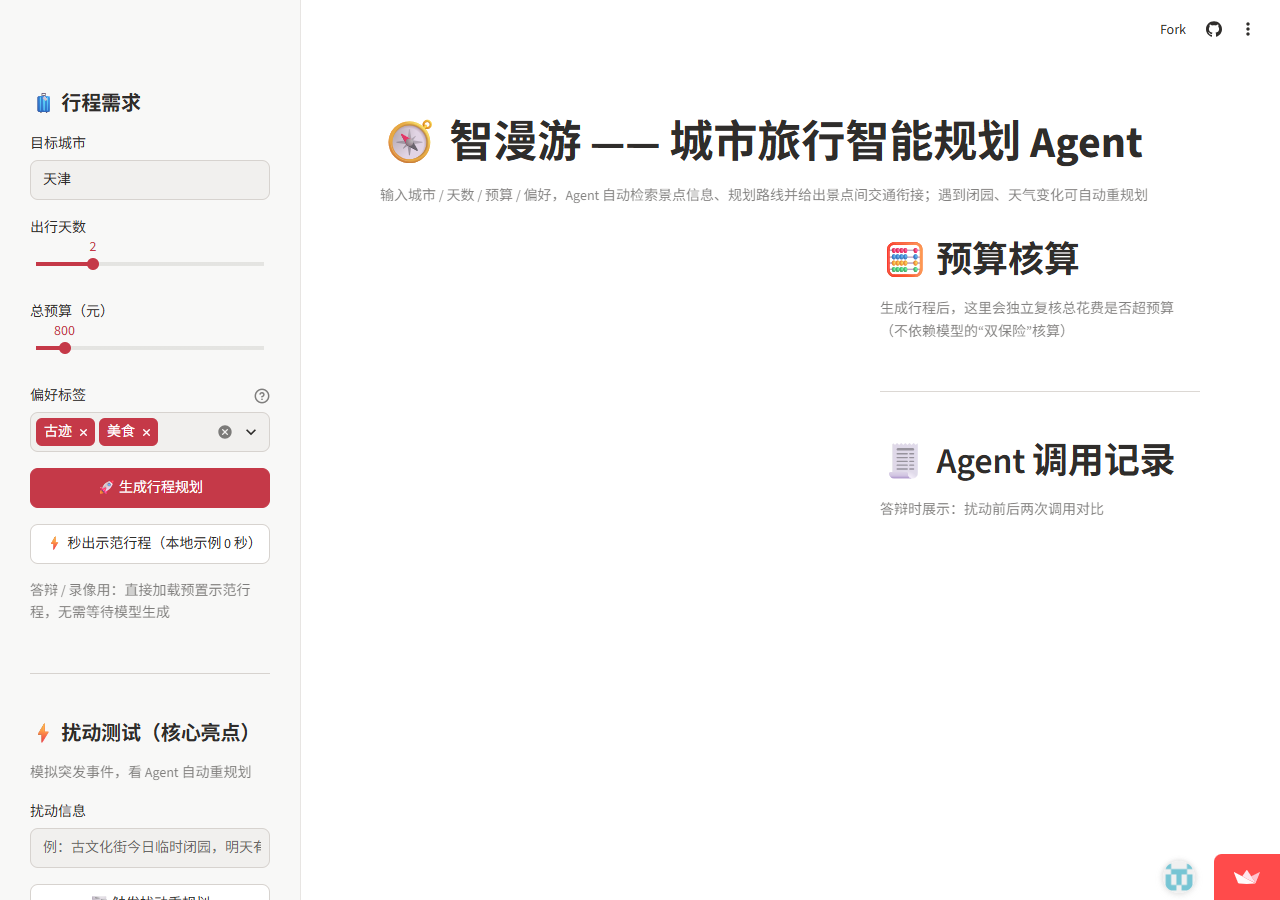 Fork
行程需求
目标城市
天津
出行天数
2
总预算（元）
800
偏好标签
古迹
美食
生成行程规划
秒出示范行程（本地示例 0 秒）
答辩 / 录像用：直接加载预置示范行
程，无需等待模型生成
扰动测试（核心亮点）
模拟突发事件，看 Agent 自动重规划
扰动信息
例：古文化街今日临时闭园，明天有
触发扰动重规划
智漫游 —— 城市旅行智能规划 Agent
输入城市 / 天数 / 预算 / 偏好，Agent 自动检索景点信息、规划路线并给出景点间交通衔接；遇到闭园、天气变化可自动重规划
预算核算
生成行程后，这里会独立复核总花费是否超预算
（不依赖模型的“双保险”核算）
Agent 调用记录
答辩时展示：扰动前后两次调用对比